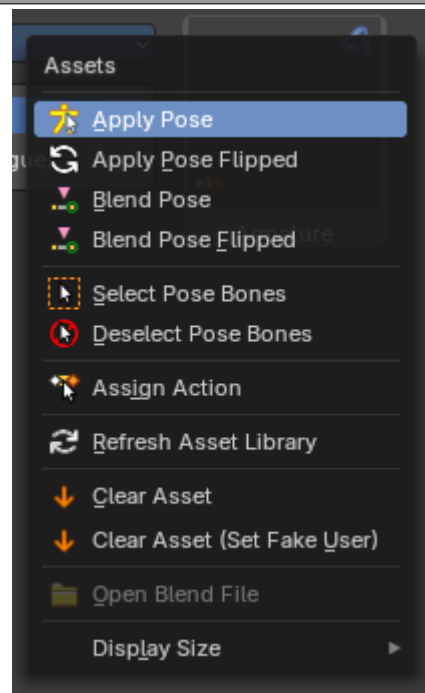 Assets
Apply Pose
Apply Pose Flipped
Blend Pose
Blend Pose Flipped
Select Pose Bones
Deselect Pose Bones
Assign Action
Refresh Asset Library
Clear Asset
Clear Asset (Set Fake User)
Open Blend File
Display Size